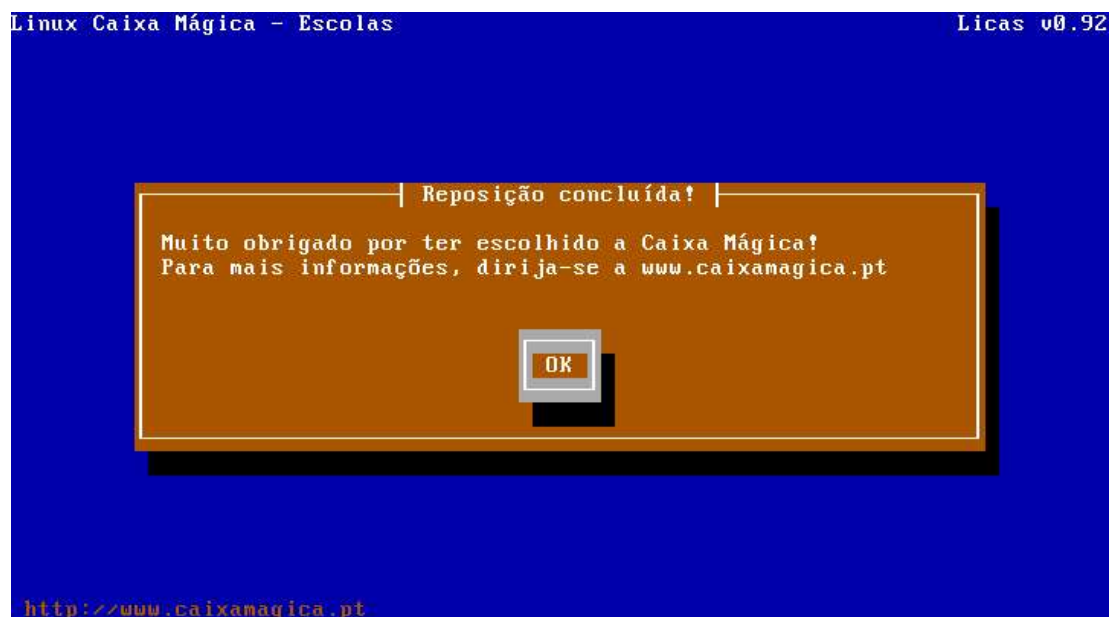 Linux Caixa Mágica - Escolas Licas v0.92
Reposição concluída!
Muito obrigado por ter escolhido a Caixa Mágica!
Para mais informações, dirija-se a www.caixamagica.pt
OK
http://www.caixamagica.pt